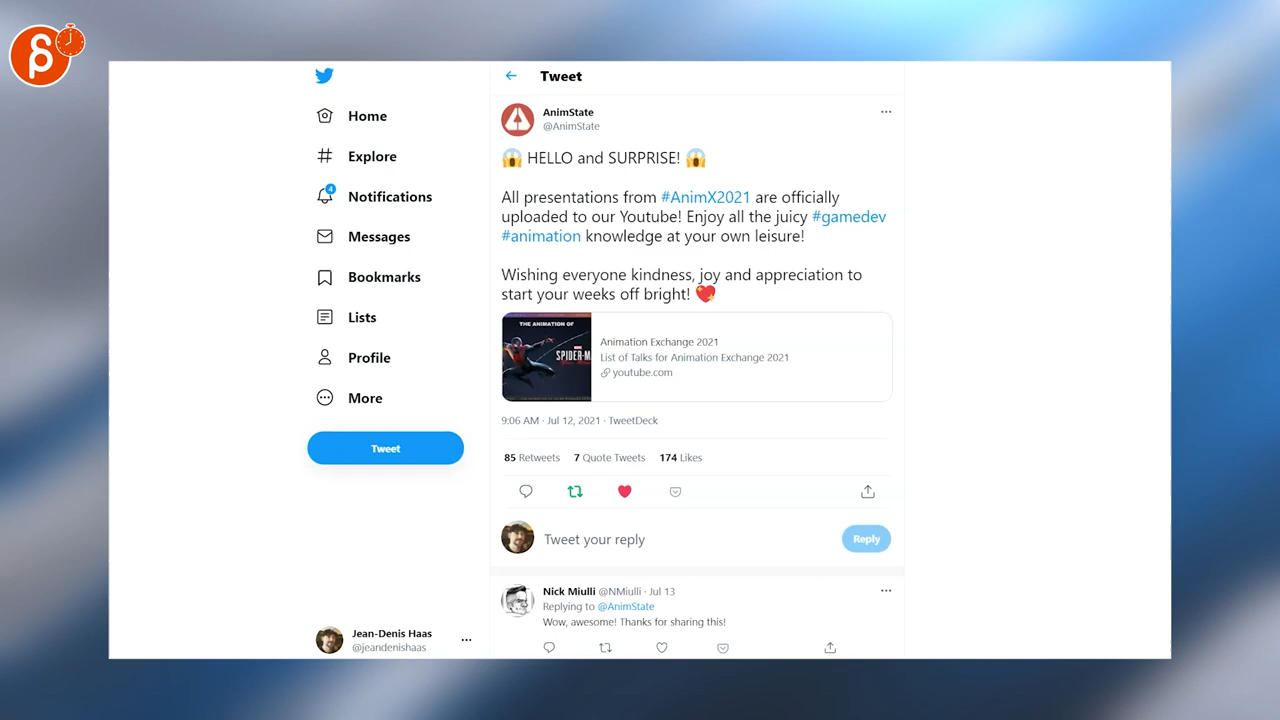 Tweet
AnimState
@AnimState
😱 HELLO and SURPRISE! 😱
All presentations from #AnimX2021 are officially
uploaded to our Youtube! Enjoy all the juicy #gamedev
#animation knowledge at your own leisure!
Wishing everyone kindness, joy and appreciation to
start your weeks off bright! 💖
THE ANIMATION OF
MARVEL
SPIDER-M
Animation Exchange 2021
List of Talks for Animation Exchange 2021
youtube.com
9:06 AM · Jul 12, 2021 · TweetDeck
85 Retweets 7 Quote Tweets 174 Likes
Tweet your reply
Reply
Nick Miulli @NMiulli · Jul 13
Replying to @AnimState
Wow, awesome! Thanks for sharing this!
Home
Explore
4
Notifications
Messages
Bookmarks
Lists
Profile
More
Tweet
Jean-Denis Haas
@jeandenishaas